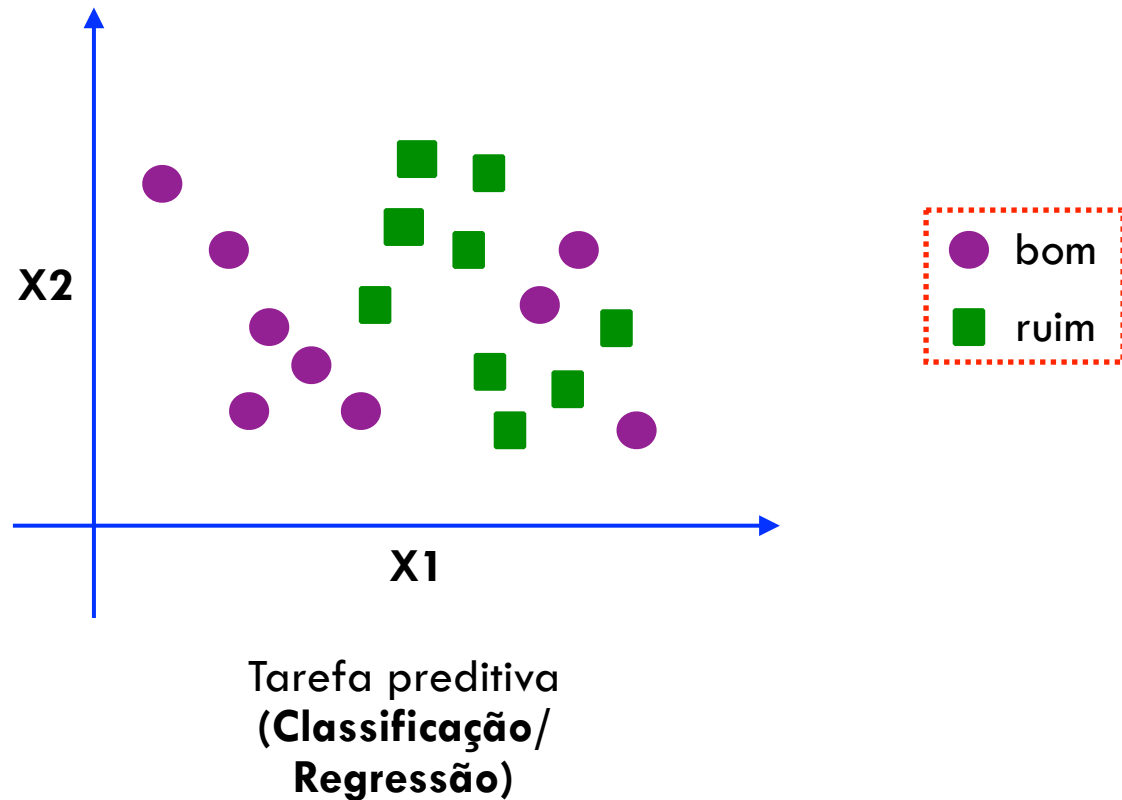 X2
bom
ruim
X1
Tarefa preditiva
(Classificação/
Regressão)